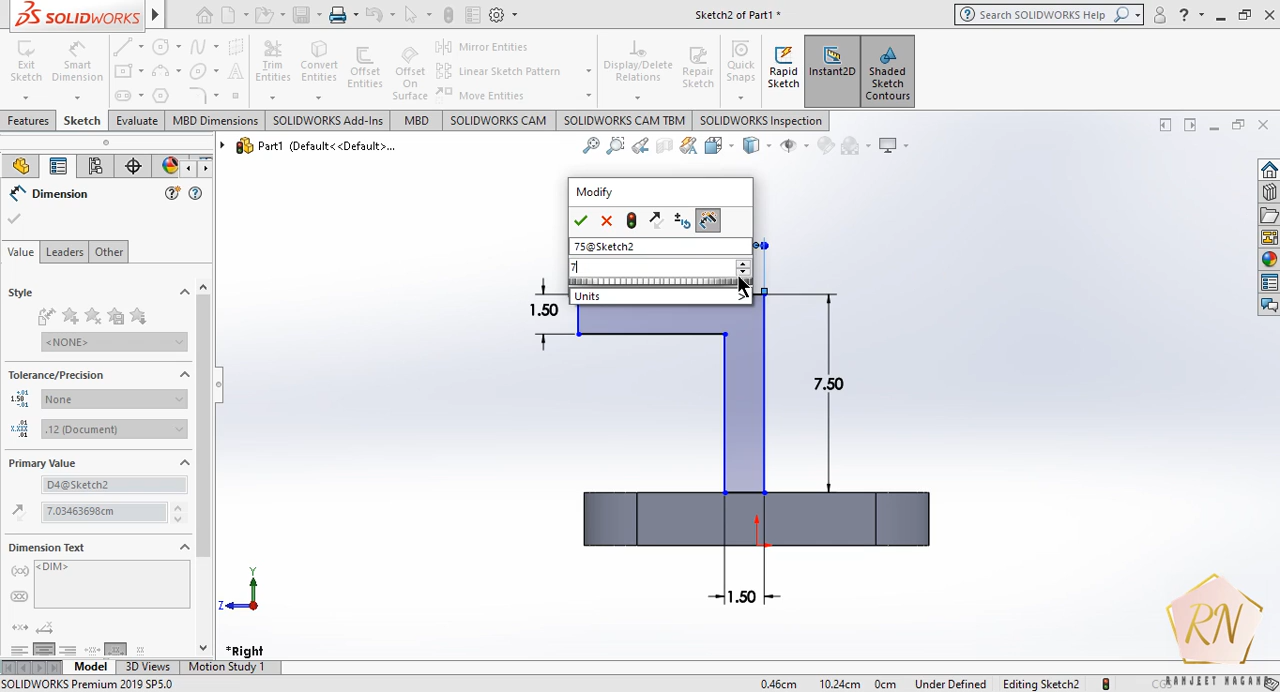 SOLIDWORKS
Sketch2 of Part1 *
Search SOLIDWORKS Help
Exit Sketch
Smart Dimension
Trim Entities
Convert Entities
Offset Entities
Offset On Surface
Mirror Entities
Linear Sketch Pattern
Move Entities
Display/Delete Relations
Repair Sketch
Quick Snaps
Rapid Sketch
Instant2D
Shaded Sketch Contours
Features Sketch Evaluate MBD Dimensions SOLIDWORKS Add-Ins MBD SOLIDWORKS CAM SOLIDWORKS CAM TBM SOLIDWORKS Inspection
Part1 (Default<<Default>...
Dimension
Value Leaders Other
Style
<NONE>
Tolerance/Precision
None
.12 (Document)
Primary Value
D4@Sketch2
7.03463698cm
Dimension Text
<DIM>
Modify
75@Sketch2
7
Units
1.50
7.50
1.50
Y
Z
*Right
RN
RANJEET NAGANE
Model 3D Views Motion Study 1
SOLIDWORKS Premium 2019 SP5.0
0.46cm 10.24cm 0cm Under Defined Editing Sketch2